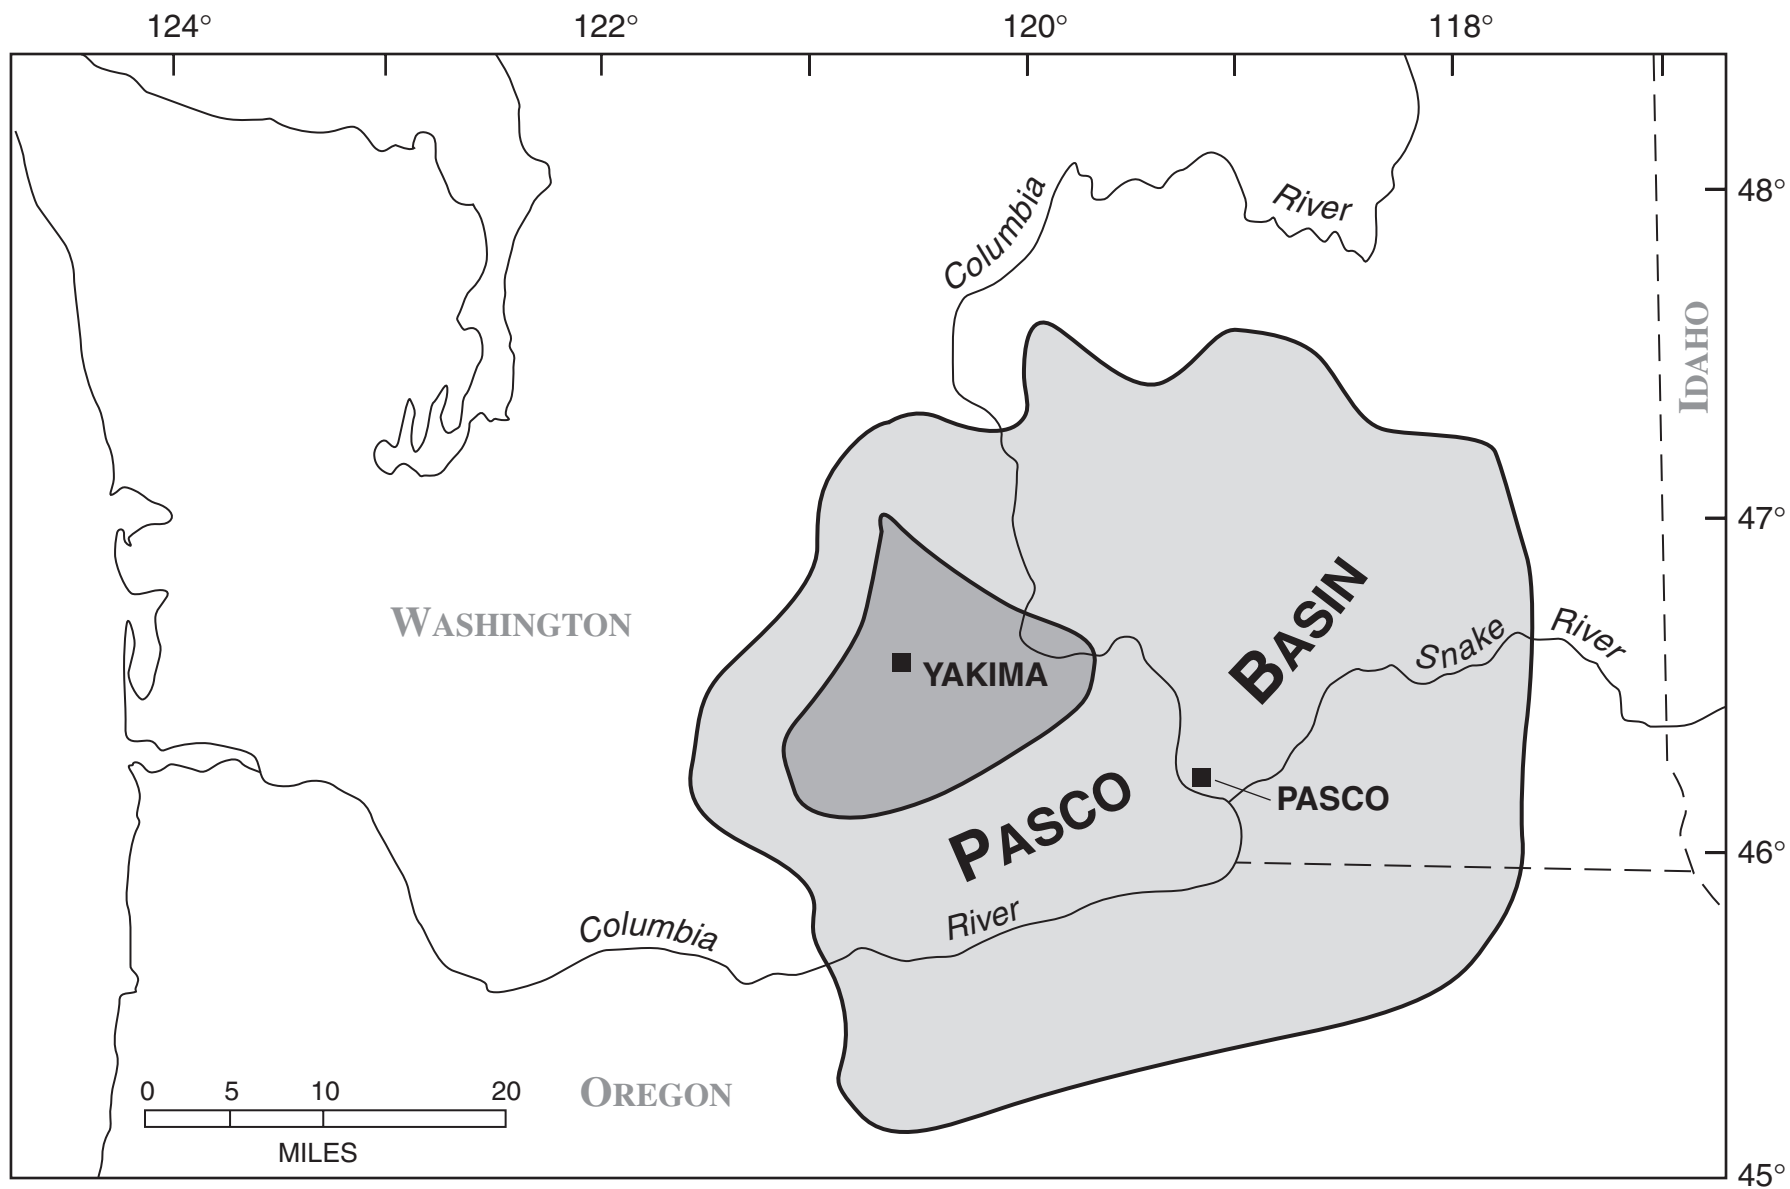 124° 122° 120° 118°
Columbia
River
48°
IDAHO
47°
BASIN
WASHINGTON
Snake
River
YAKIMA
PASCO
PASCO
46°
Columbia
River
0 5 10 20
MILES
OREGON
45°